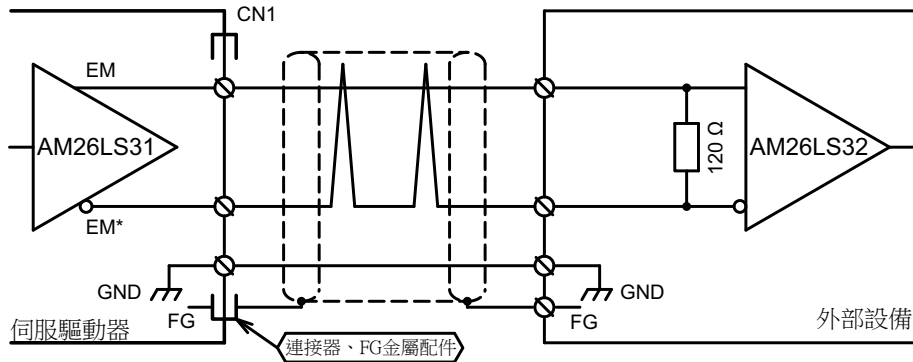 CN1
EM
AM26LS31
EM*
120 Ω
AM26LS32
GND
GND
FG
FG
伺服驅動器
連接器、FG金屬配件
外部設備